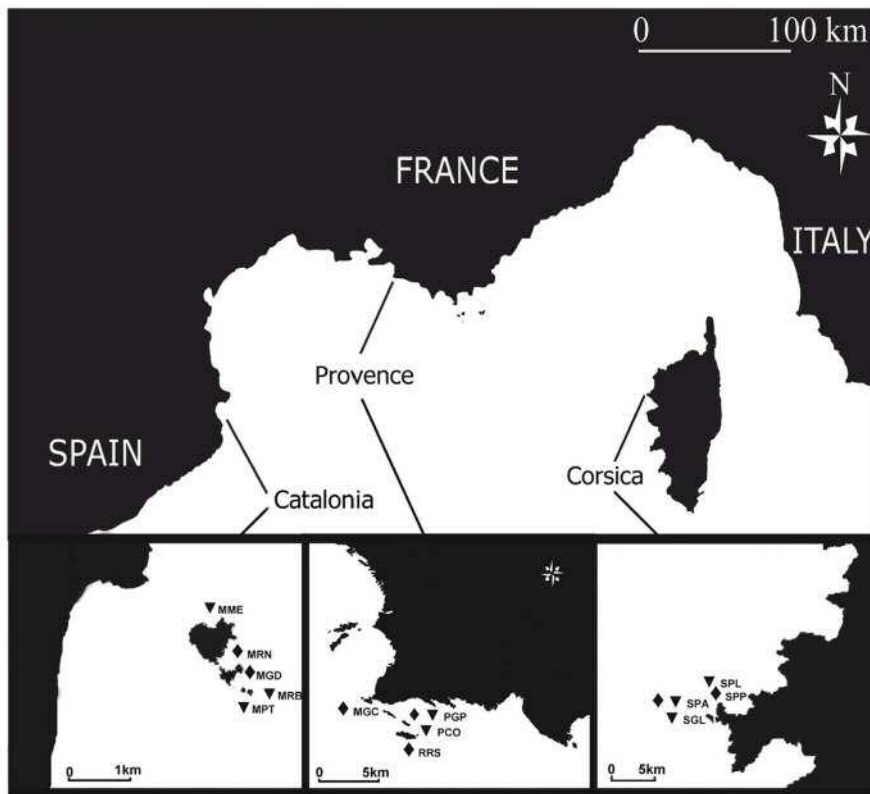 0 100 km
N
FRANCE
ITALY
Provence
SPAIN
Corsica
Catalonia
MME
MRN
MGD
MRB
MPT
0 1km
MGC
PGP
PCO
RRS
0 5km
SPL
SPP
SPA
SGL
0 5km